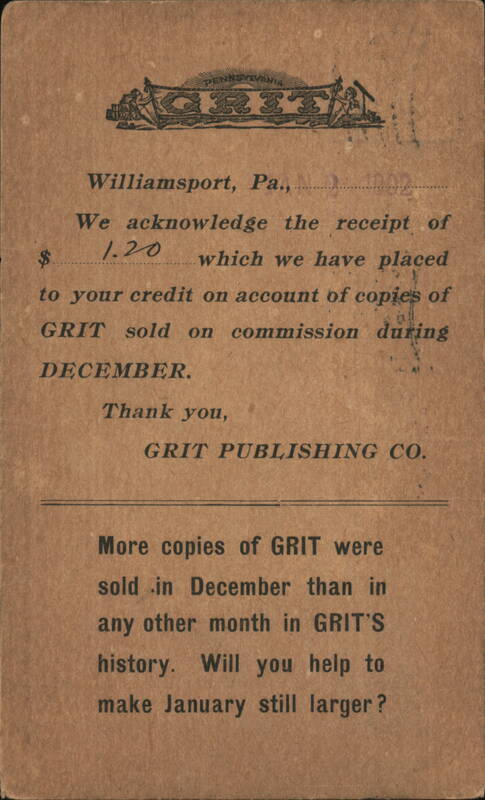 PENNSYLVANIA
GRIT
Williamsport, Pa.,
We acknowledge the receipt of
$ 1.20 which we have placed
to your credit on account of copies of
GRIT sold on commission during
DECEMBER.
Thank you,
GRIT PUBLISHING CO.
More copies of GRIT were
sold in December than in
any other month in GRIT'S
history. Will you help to
make January still larger?